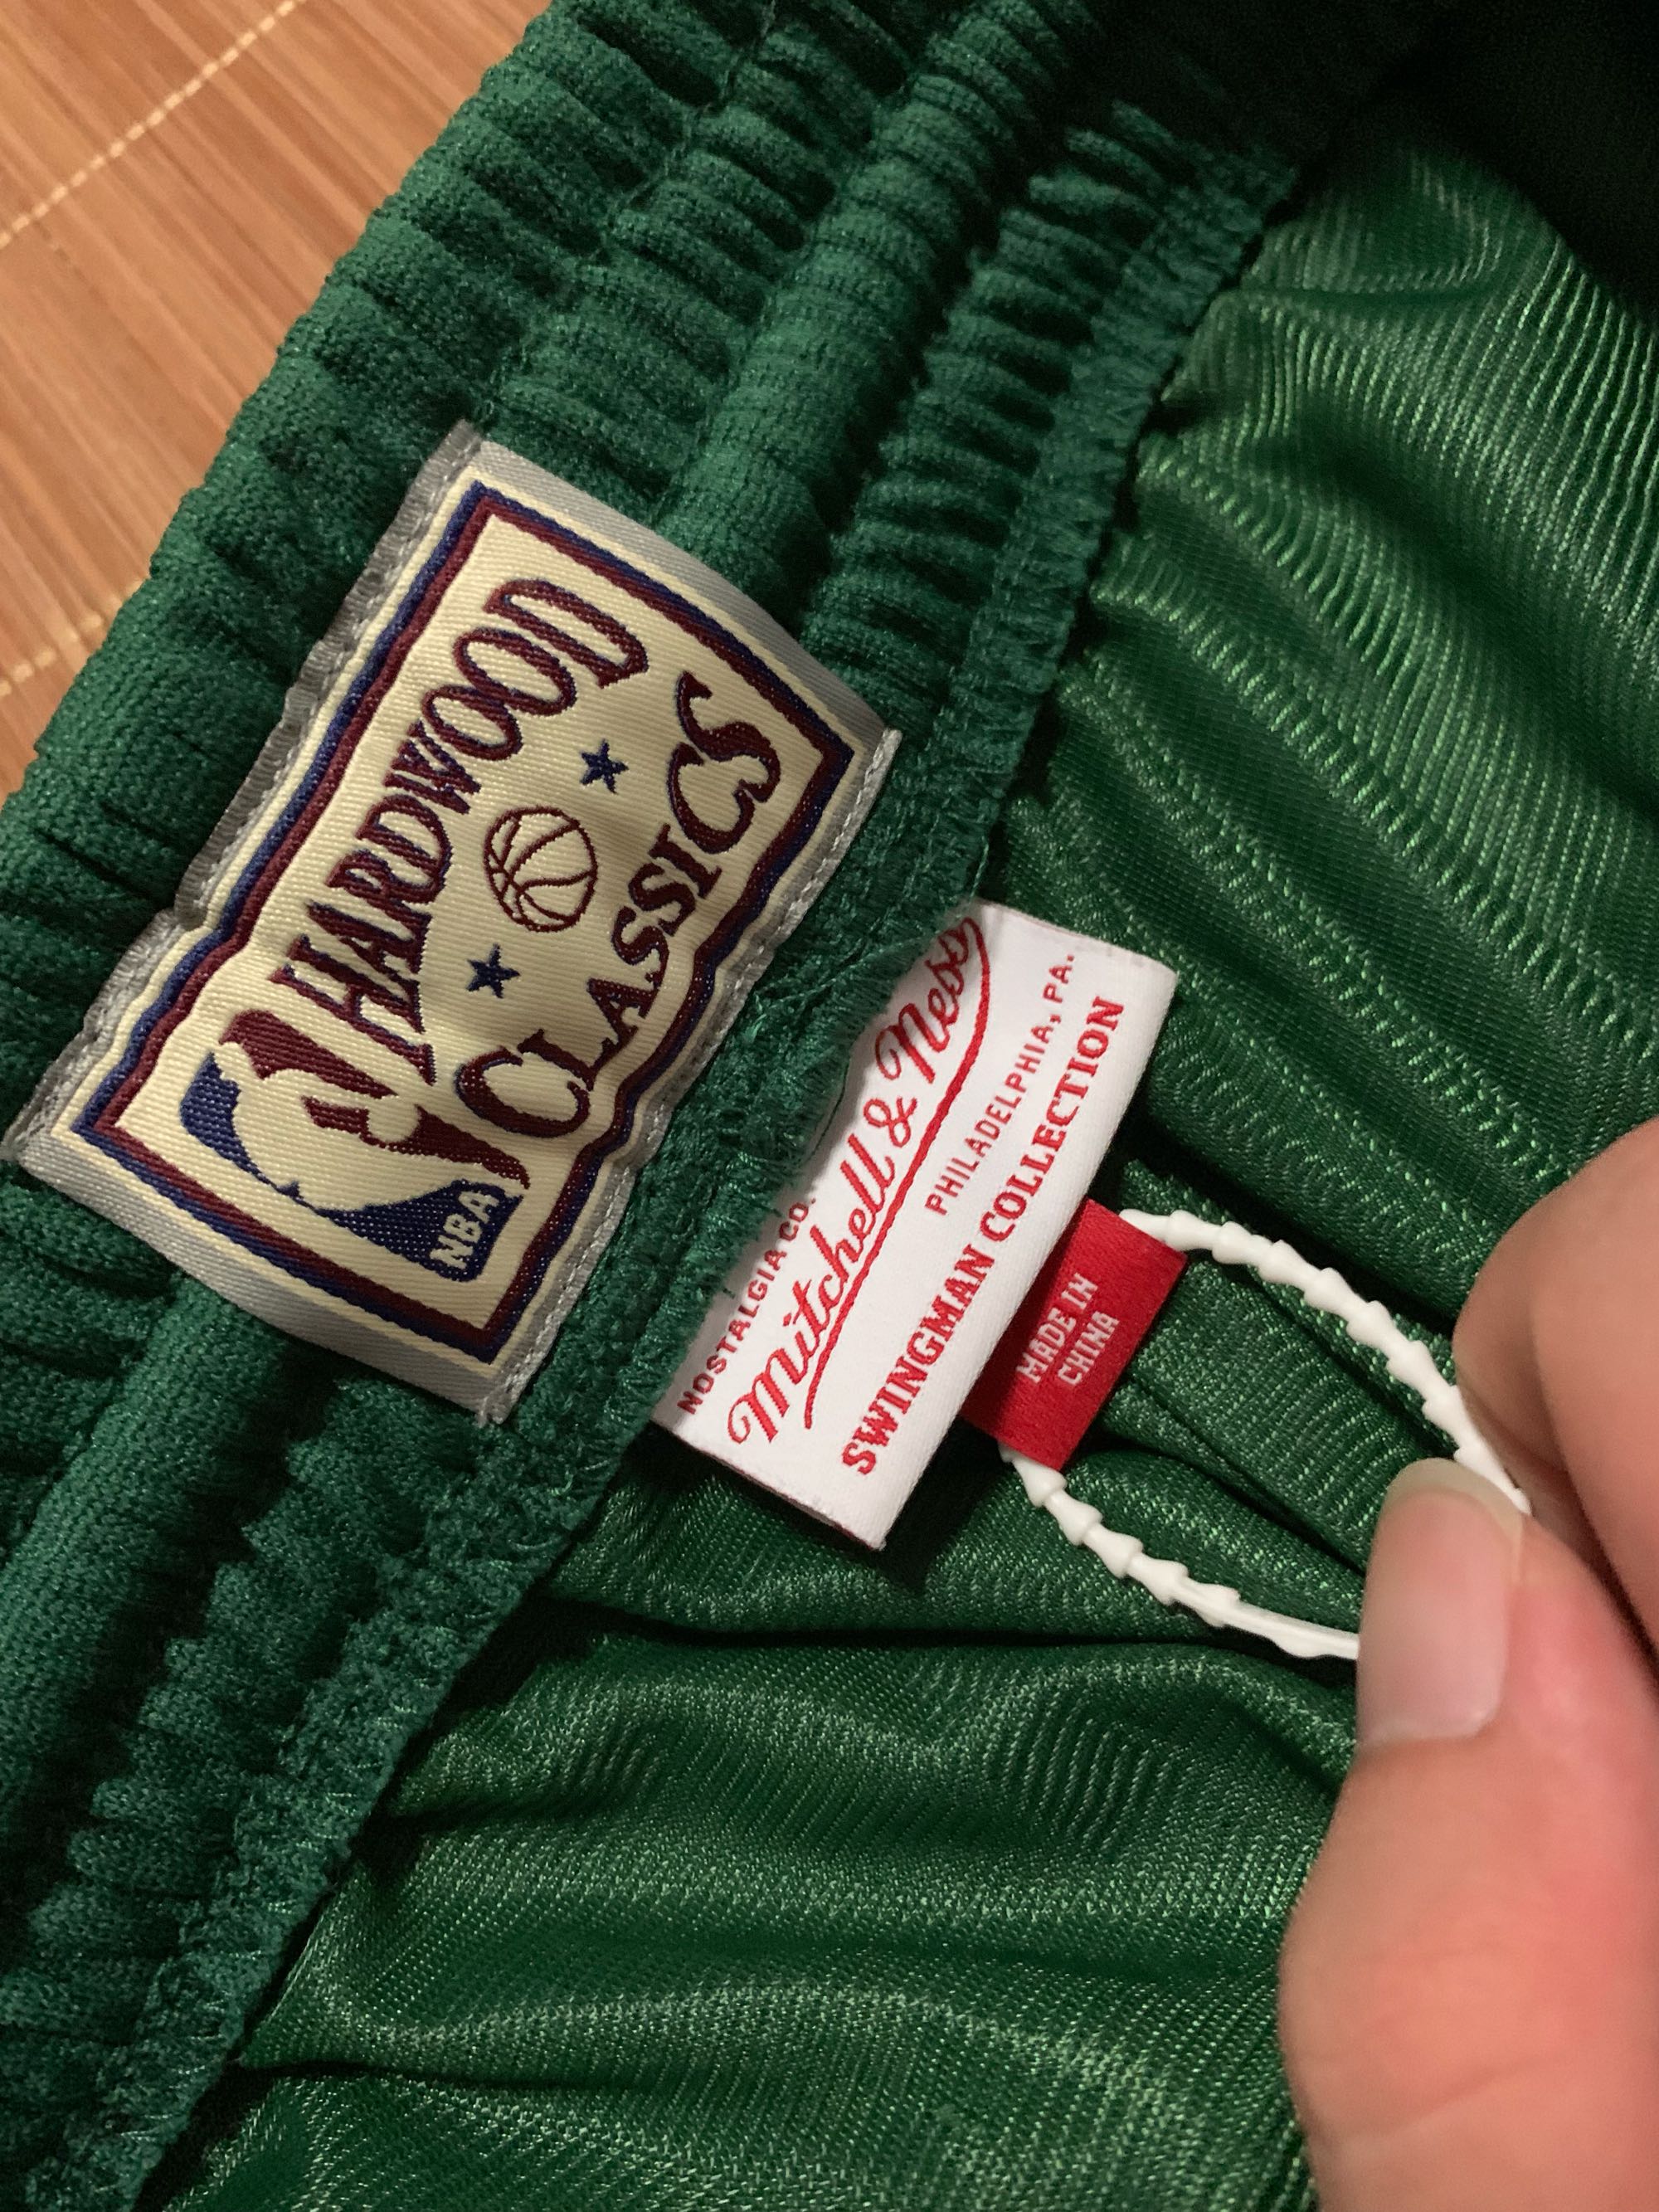 HARDWOOD
CLASSICS
NBA
NOSTALGIA CO.
Mitchell & Ness
PHILADELPHIA, PA.
SWINGMAN COLLECTION
MADE IN
CHINA